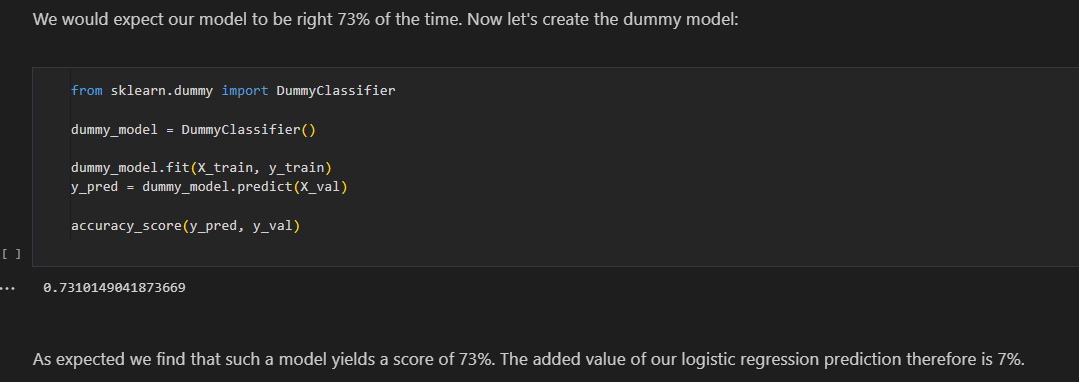 We would expect our model to be right 73% of the time. Now let's create the dummy model:
from sklearn.dummy import DummyClassifier
dummy_model = DummyClassifier()
dummy_model.fit(X_train, y_train)
y_pred = dummy_model.predict(X_val)
accuracy_score(y_pred, y_val)
[ ]
... 0.7310149041873669
As expected we find that such a model yields a score of 73%. The added value of our logistic regression prediction therefore is 7%.